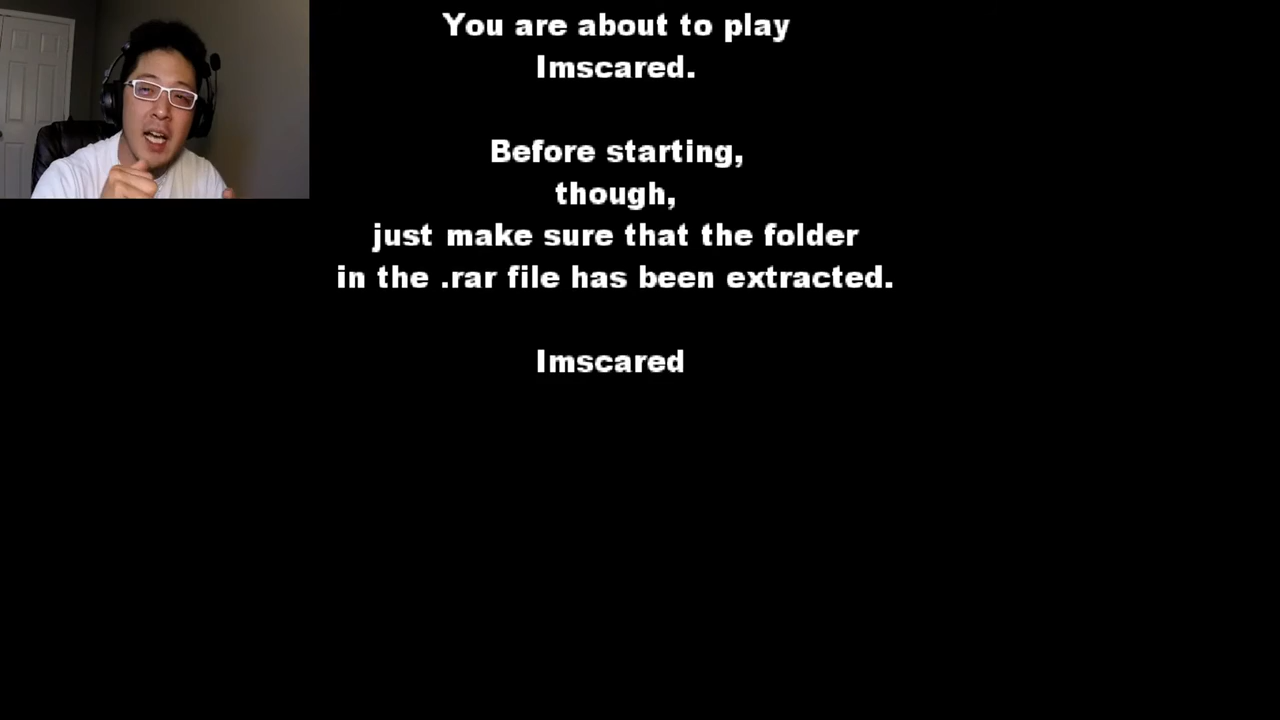 You are about to play
Imscared.
Before starting,
though,
just make sure that the folder
in the .rar file has been extracted.
Imscared